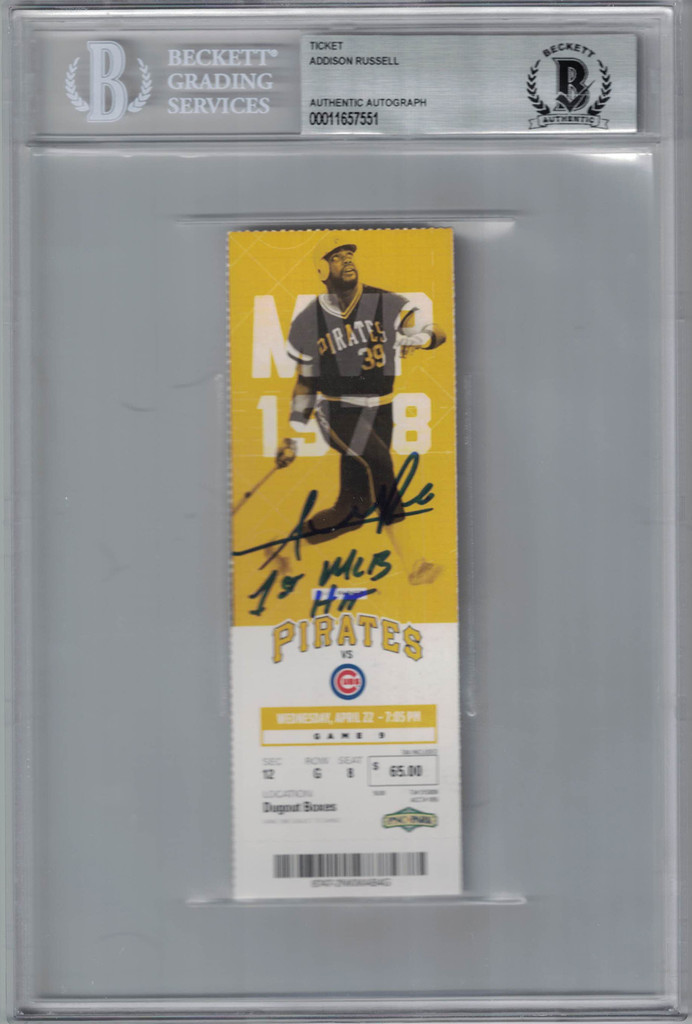 BECKETT®
GRADING
SERVICES
TICKET
ADDISON RUSSELL
AUTHENTIC AUTOGRAPH
00011657551
BECKETT
B
AUTHENTIC
MVP
1978
PIRATES
39
1st MLB
HIT
PIRATES
VS
CUBS
WEDNESDAY, APRIL 22 - 7:05 PM
GAME 9
SEC ROW SEAT
12 G 8
$ 65.00
LOCATION
Dugout Boxes
PNC PARK